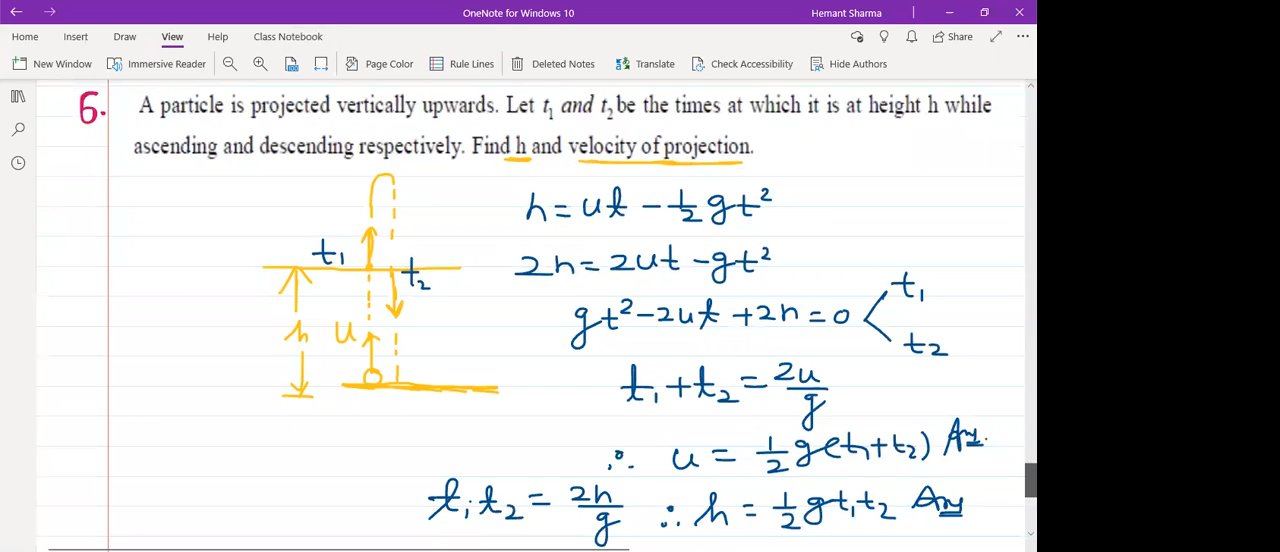 OneNote for Windows 10
Hemant Sharma
Home Insert Draw View Help Class Notebook Share
New Window Immersive Reader Page Color Rule Lines Deleted Notes Translate Check Accessibility Hide Authors
6. A particle is projected vertically upwards. Let t₁ and t₂ be the times at which it is at height h while
ascending and descending respectively. Find h and velocity of projection.
h = ut - ½gt²
t₁
2h = 2ut - gt²
t₂
gt² - 2ut + 2h = 0 < t₁
t₂
h
u
t₁ + t₂ = 2u/g
∴ u = ½g(t₁+t₂) Ans.
t₁t₂ = 2h/g ∴ h = ½gt₁t₂ Ans